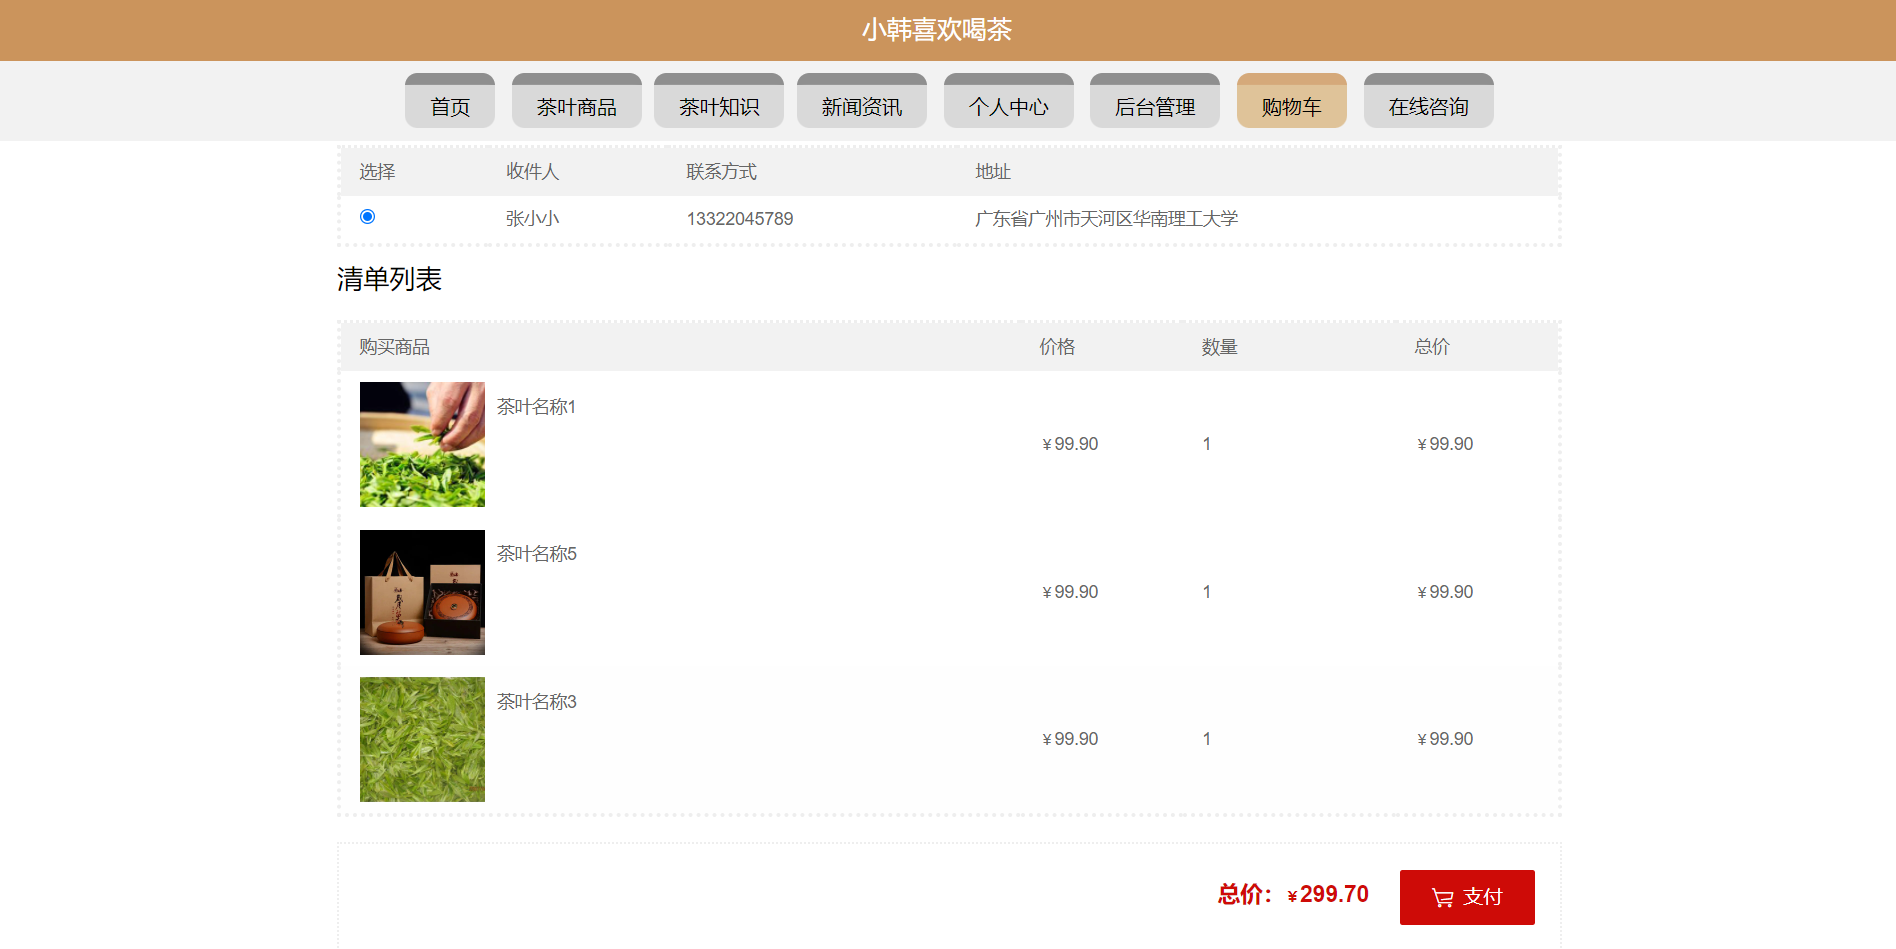 小韩喜欢喝茶
首页 茶叶商品 茶叶知识 新闻资讯 个人中心 后台管理 购物车 在线咨询
选择 收件人 联系方式 地址
张小小 13322045789 广东省广州市天河区华南理工大学
清单列表
购买商品 价格 数量 总价
茶叶名称1
¥99.90 1 ¥99.90
茶叶名称5
¥99.90 1 ¥99.90
茶叶名称3
¥99.90 1 ¥99.90
总价：¥299.70 支付